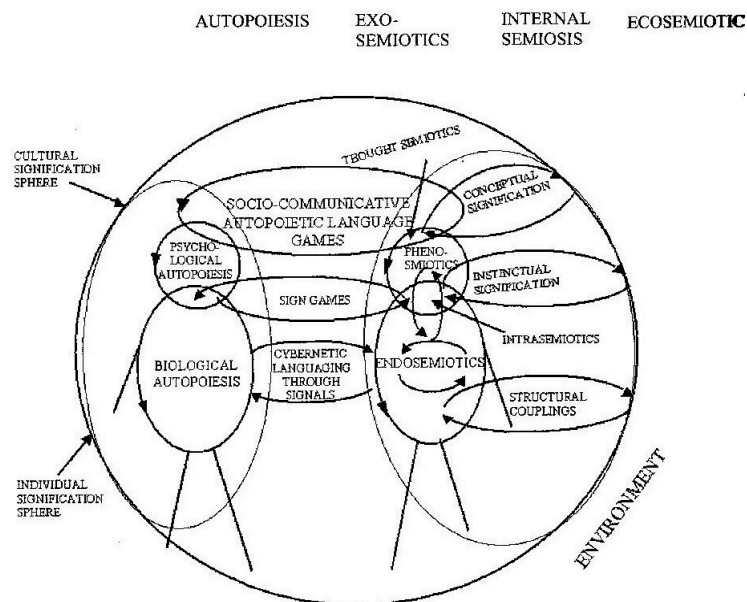 AUTOPOIESIS
EXO-
SEMIOTICS
INTERNAL
SEMIOSIS
ECOSEMIOTIC
THOUGHT SEMIOTICS
CULTURAL
SIGNIFICATION
SPHERE
CONCEPTUAL
SIGNIFICATION
SOCIO-COMMUNICATIVE
AUTOPOIETIC LANGUAGE
GAMES
PSYCHO-
LOGICAL
AUTOPOIESIS
PHENO-
SMIOTICS
INSTINCTUAL
SIGNIFICATION
SIGN GAMES
INTRASEMIOTICS
BIOLOGICAL
AUTOPOIESIS
CYBERNETIC
LANGUAGING
THROUGH
SIGNALS
ENDOSEMIOTICS
STRUCTURAL
COUPLINGS
INDIVIDUAL
SIGNIFICATION
SPHERE
ENVIRONMENT